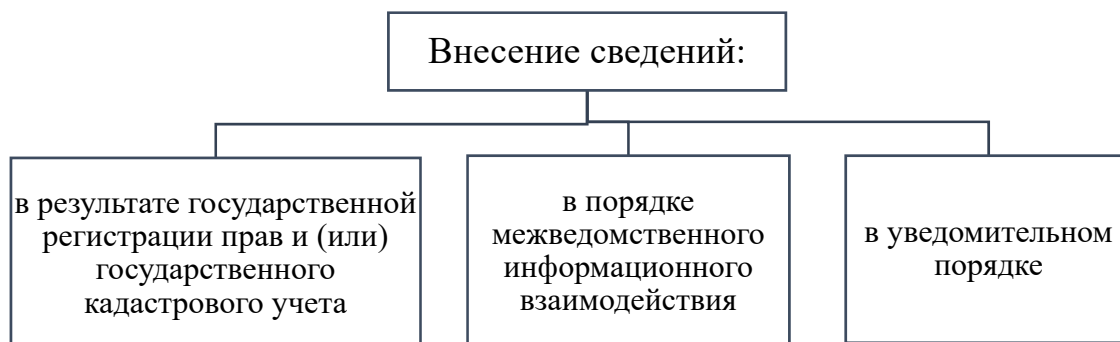 Внесение сведений:
в результате государственной
регистрации прав и (или)
государственного
кадастрового учета
в порядке
межведомственного
информационного
взаимодействия
в уведомительном
порядке